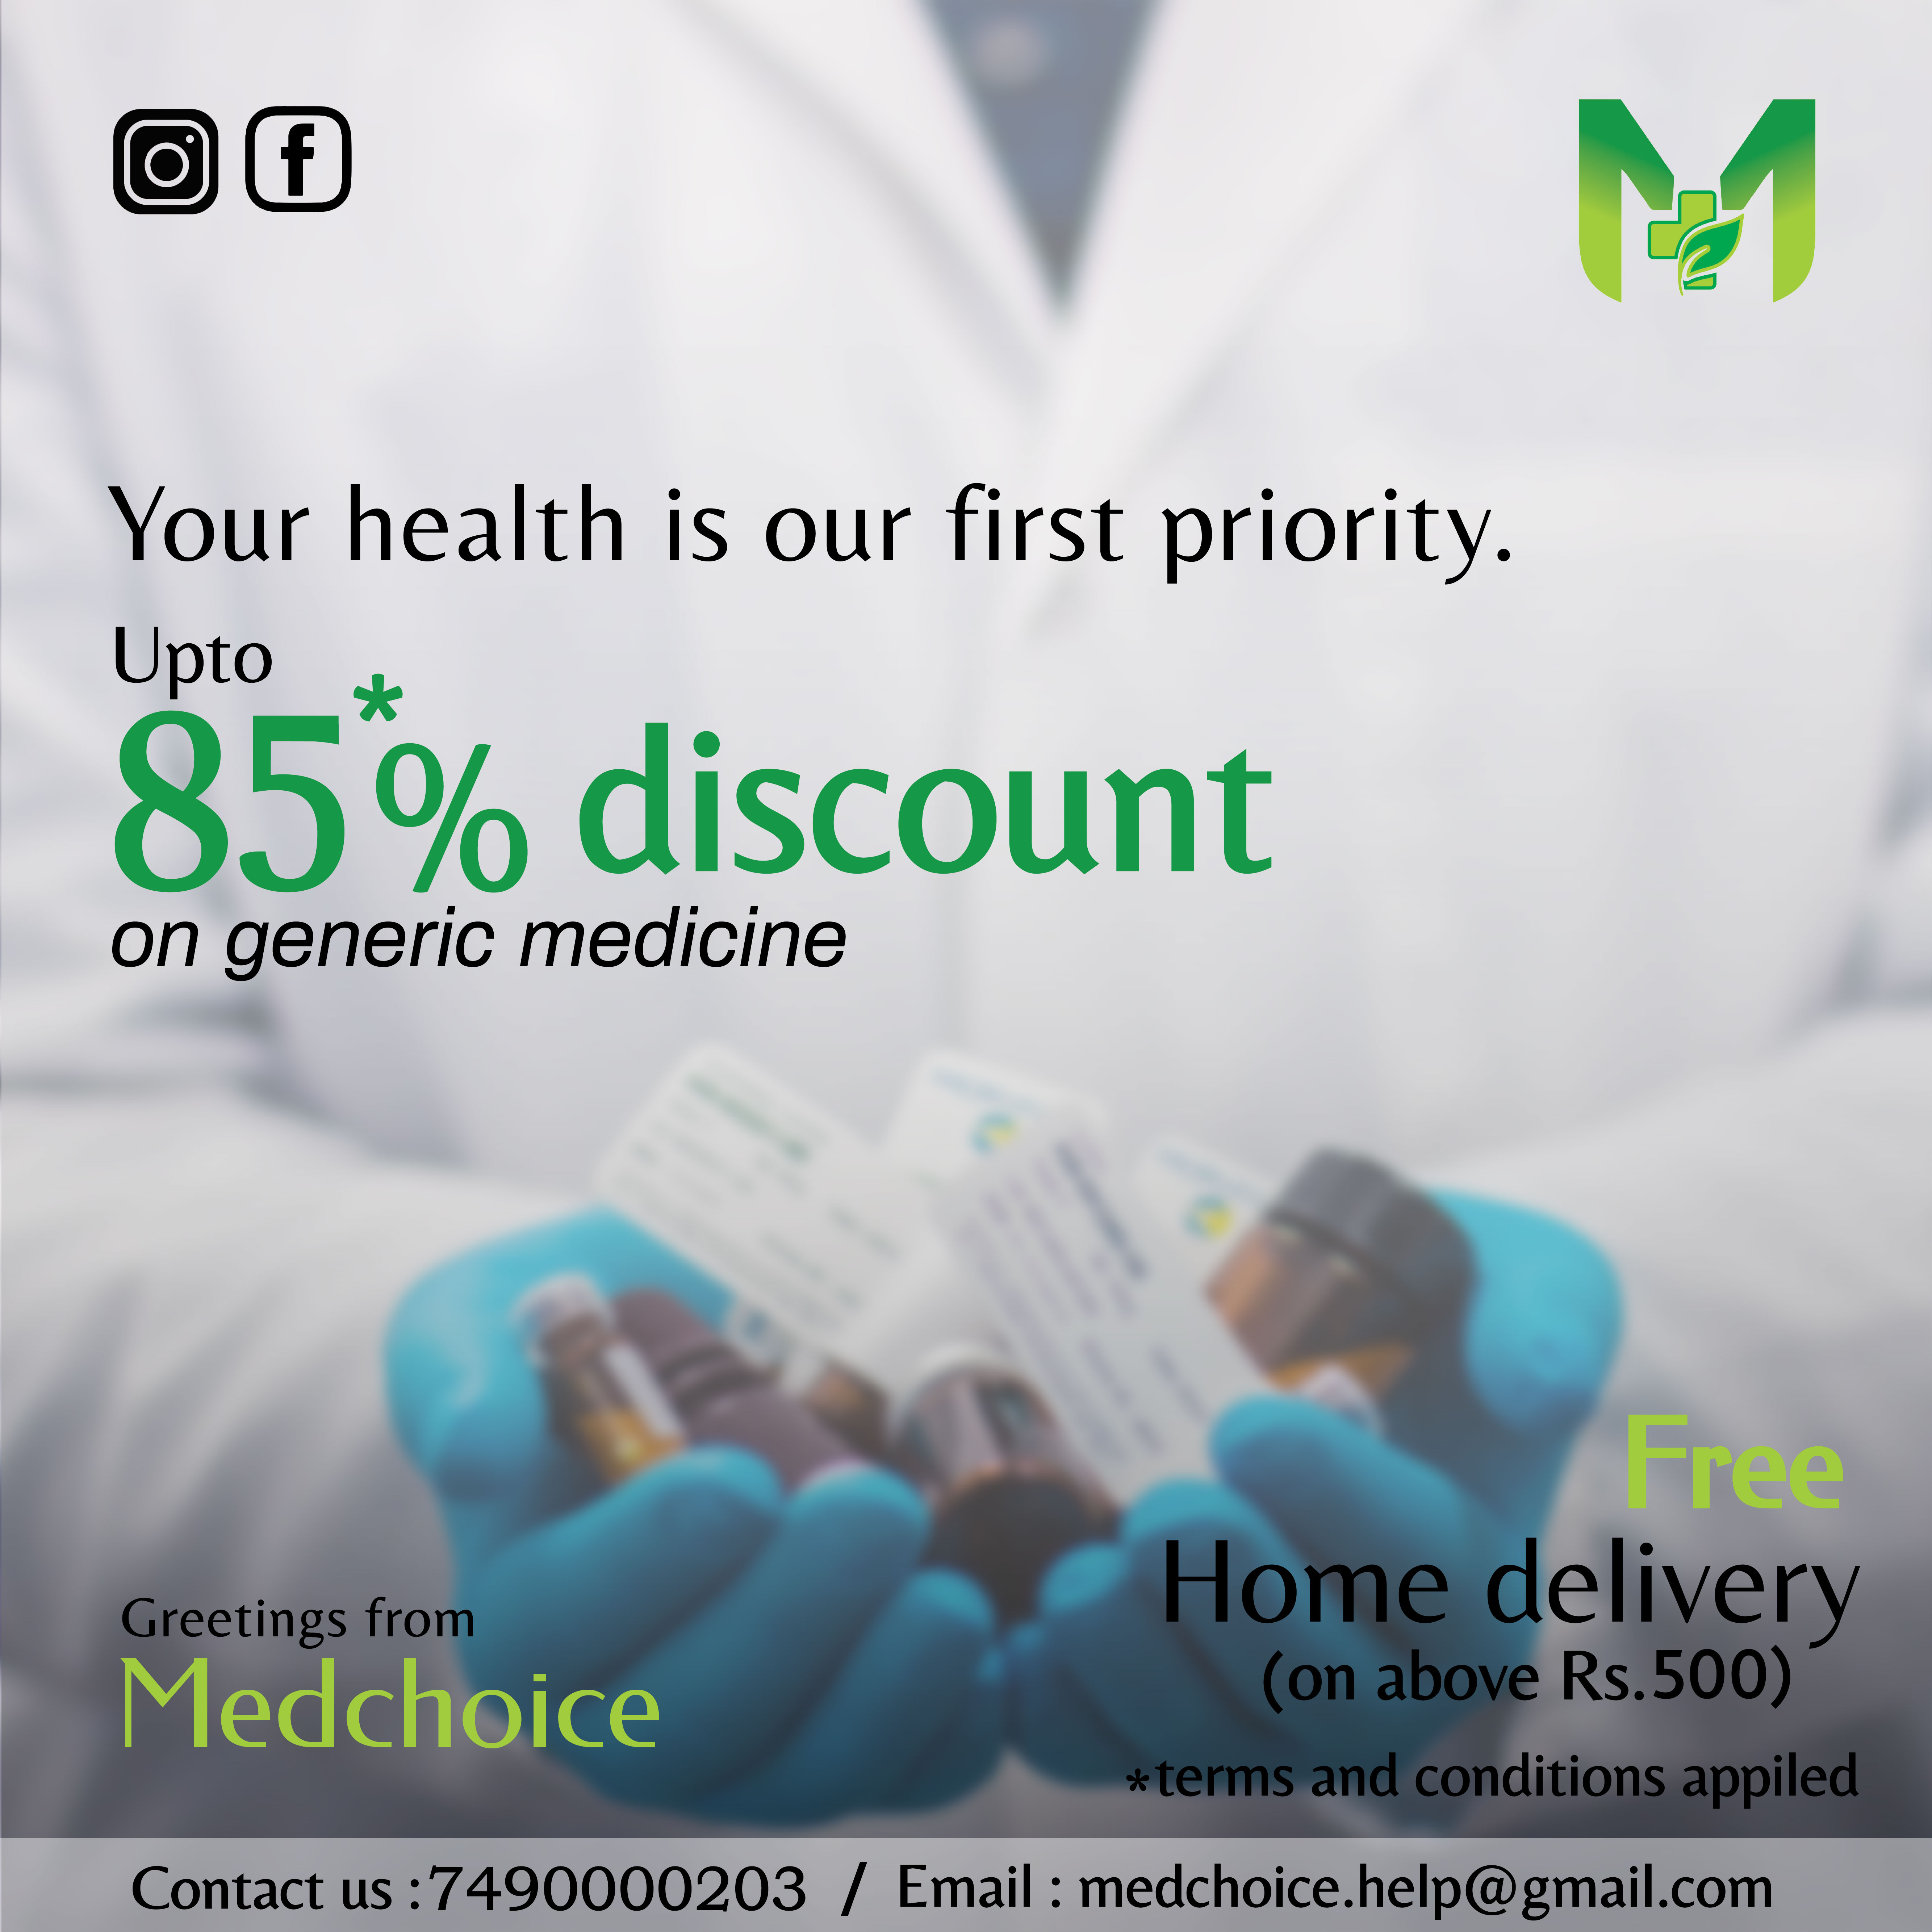 Your health is our first priority.
Upto
85*% discount
on generic medicine
Free
Home delivery
(on above Rs.500)
Greetings from
Medchoice
*terms and conditions appiled
Contact us :7490000203 / Email : medchoice.help@gmail.com